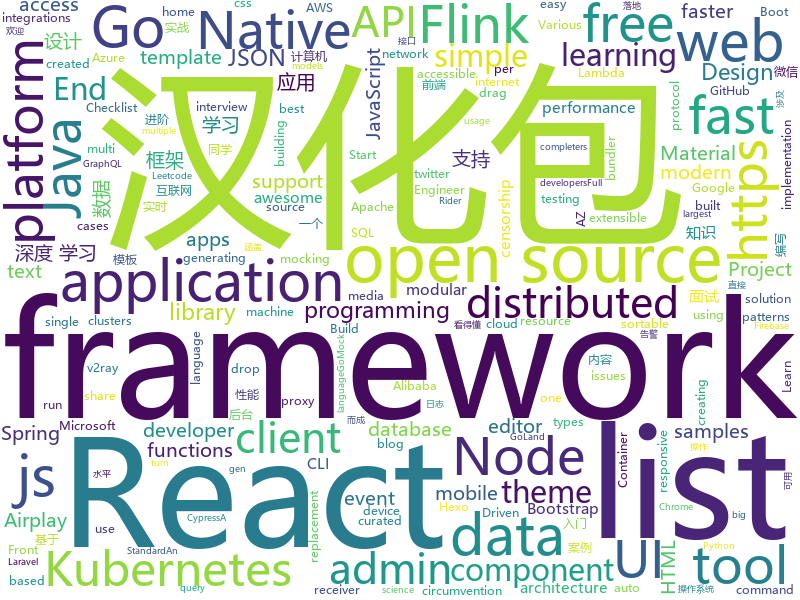 css
home
实战
AWS
easy
Various
Boot
落地
接口
欢迎
integrations
access
设计
Azure
created
template
Go
Native
JSON
计算机
models
API
Flink
network
accessible
per
internet
前端
drag
simple
free
faster
learning
Lambda
web
Design
微信
GitHub
涉及
platform
Java
End
Checklist
multi
GraphQL
进阶
interview
应用
学习
best
汉化包
JavaScript
performance
fast
protocol
框架
building
Start
支持
completers
developersFull
bundler
Material
modern
https
implementation
数据
Leetcode
互联网
同学
support
awesome
实时
source
Apache
一个
twitter
Engineer
Rider
testing
AZ
censorship
Google
extensible
built
largest
深度
学习
cases
apps
模板
涵盖
generating
SQL
mocking
open source
知识
编写
text
application
library
machine
media
modular
distributed
Project
面试
solution
直接
single
clusters
programming
Build
看得懂
cloud
resource
sortable
patterns
Firebase
告警
using
framework
v2ray
language
drop
性能
languageGoMock
proxy
Alibaba
editor
内容
issues
one
types
responsive
creating
Learn
share
run
Microsoft
后台
database
blog
GoLand
操作
Spring
developer
functions
client
CLI
Node
UI
list
Container
samples
js
React
event
mobile
theme
Bootstrap
水平
可用
Airplay
use
replacement
device
curated
Hexo
Driven
入门
data
tool
HTML
Chrome
Front
基于
而成
日志
CypressA
gen
案例
big
Python
based
Kubernetes
admin
component
StandardAn
Laravel
query
receiver
circumvention
science
usage
architecture
multiple
auto
操作系统
command
turn